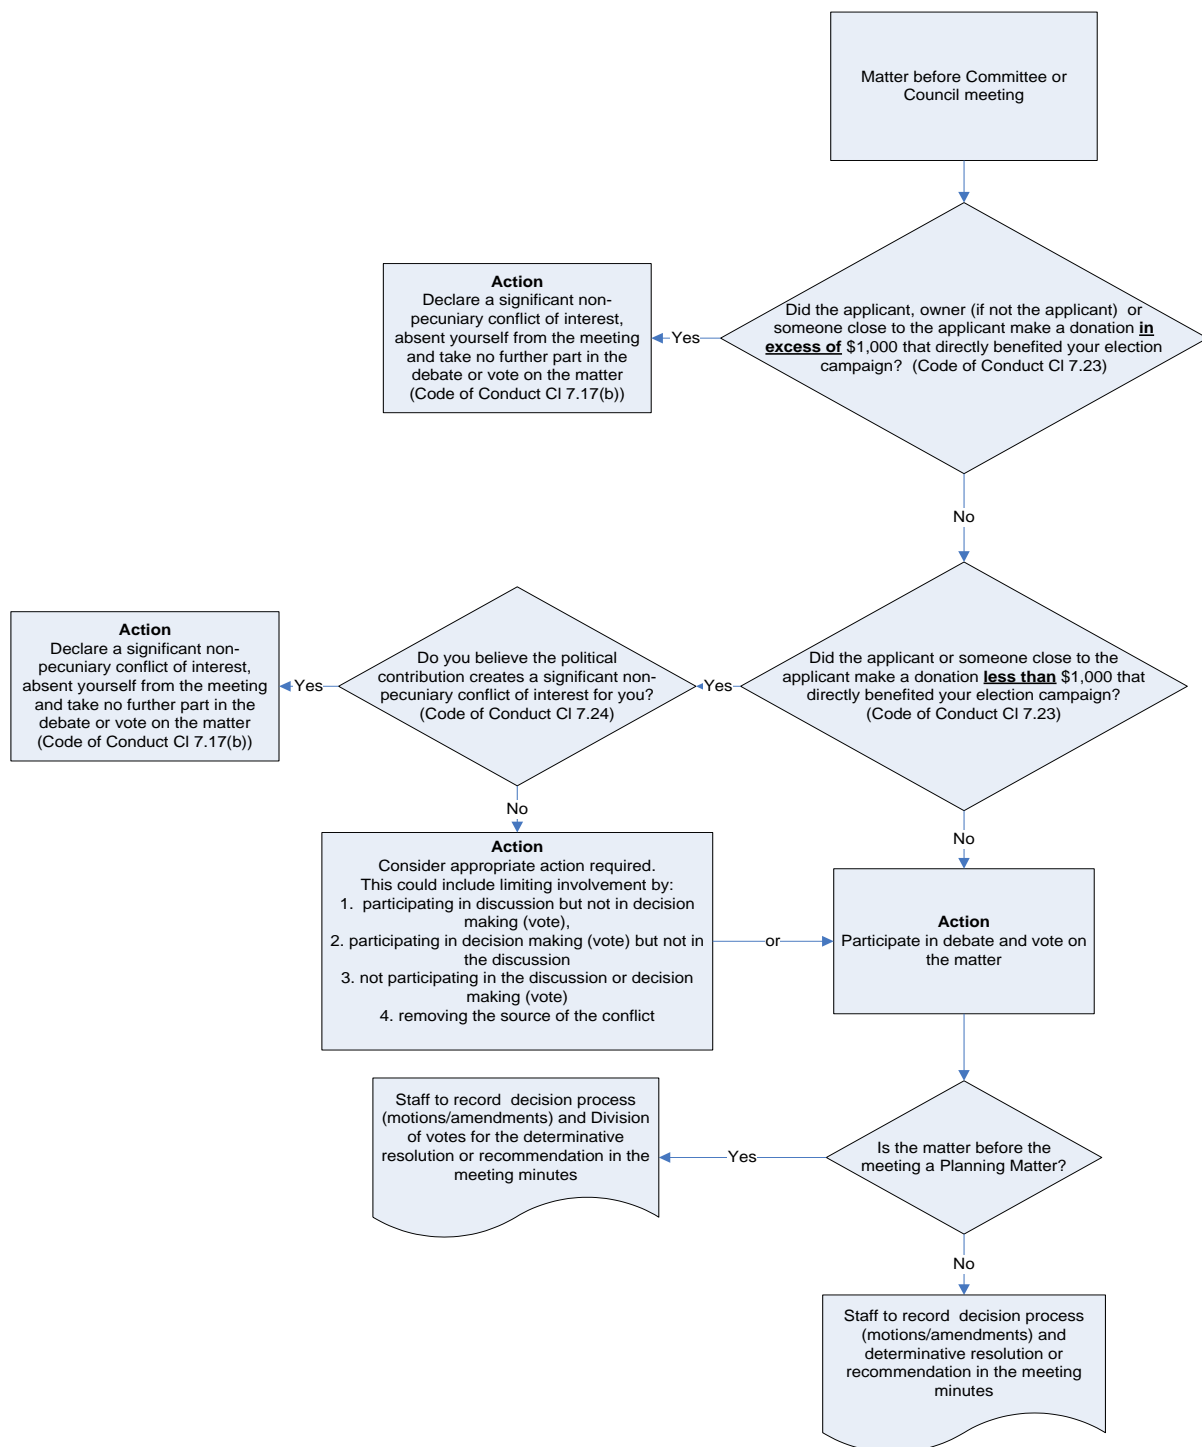 Matter before Committee or
Council meeting
Did the applicant, owner (if not the applicant) or
someone close to the applicant make a donation in
excess of $1,000 that directly benefited your election
campaign? (Code of Conduct Cl 7.23)
Yes
Action
Declare a significant non-
pecuniary conflict of interest,
absent yourself from the meeting
and take no further part in the
debate or vote on the matter
(Code of Conduct Cl 7.17(b))
No
Did the applicant or someone close to the
applicant make a donation less than $1,000 that
directly benefited your election campaign?
(Code of Conduct Cl 7.23)
Yes
Do you believe the political
contribution creates a significant non-
pecuniary conflict of interest for you?
(Code of Conduct Cl 7.24)
Yes
Action
Declare a significant non-
pecuniary conflict of interest,
absent yourself from the meeting
and take no further part in the
debate or vote on the matter
(Code of Conduct Cl 7.17(b))
No
Action
Consider appropriate action required.
This could include limiting involvement by:
1. participating in discussion but not in decision
making (vote),
2. participating in decision making (vote) but not in
the discussion
3. not participating in the discussion or decision
making (vote)
4. removing the source of the conflict
or
No
Action
Participate in debate and vote on
the matter
Is the matter before the
meeting a Planning Matter?
Yes
Staff to record decision process
(motions/amendments) and Division
of votes for the determinative
resolution or recommendation in the
meeting minutes
No
Staff to record decision process
(motions/amendments) and
determinative resolution or
recommendation in the meeting
minutes